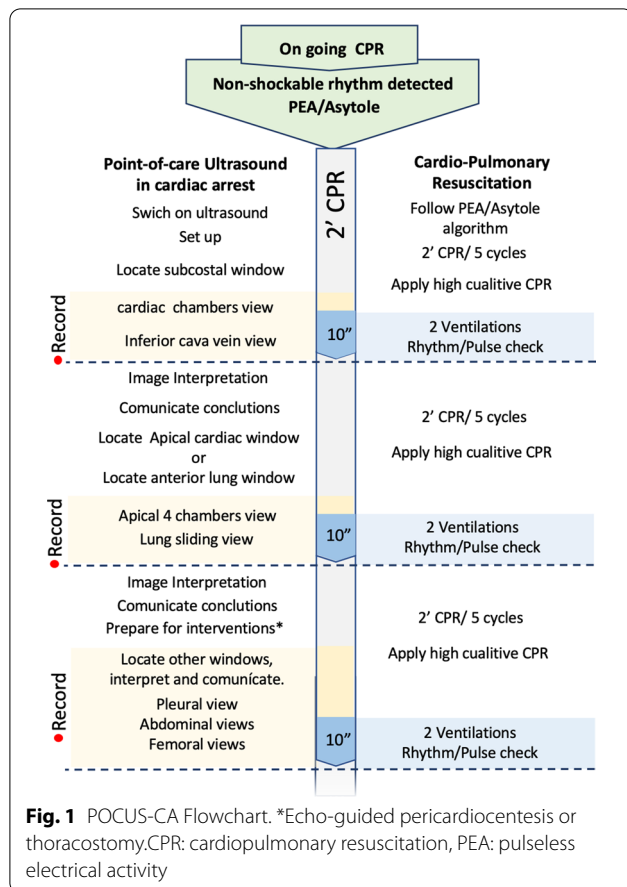 On going CPR
Non-shockable rhythm detected
PEA/Asytole
Point-of-care Ultrasound
in cardiac arrest
Swich on ultrasound
Set up
Locate subcostal window
2' CPR
Cardio-Pulmonary
Resuscitation
Follow PEA/Asytole
algorithm
2' CPR/ 5 cycles
Apply high cualitive CPR
Record
cardiac chambers view
Inferior cava vein view
10"
2 Ventilations
Rhythm/Pulse check
Image Interpretation
Comunicate conclutions
Locate Apical cardiac window
or
Locate anterior lung window
2' CPR/ 5 cycles
Apply high cualitive CPR
Record
Apical 4 chambers view
Lung sliding view
10"
2 Ventilations
Rhythm/Pulse check
Image Interpretation
Comunicate conclutions
Prepare for interventions*
2' CPR/ 5 cycles
Apply high cualitive CPR
Record
Locate other windows,
interpret and comunícate.
Pleural view
Abdominal views
Femoral views
10"
2 Ventilations
Rhythm/Pulse check
Fig. 1 POCUS-CA Flowchart. *Echo-guided pericardiocentesis or
thoracostomy.CPR: cardiopulmonary resuscitation, PEA: pulseless
electrical activity